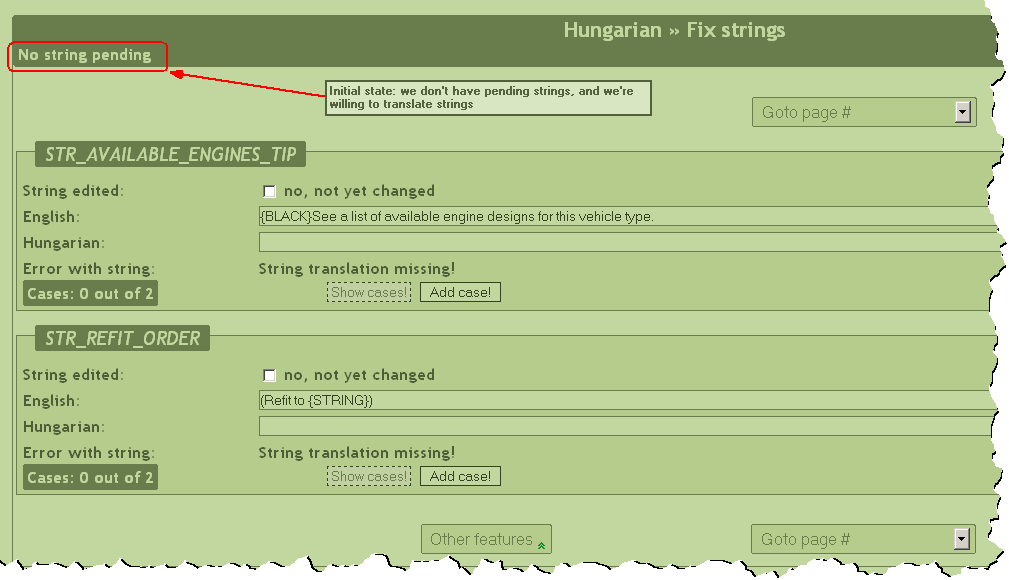 Hungarian » Fix strings
No string pending
Initial state: we don't have pending strings, and we're
willing to translate strings
Goto page #
STR_AVAILABLE_ENGINES_TIP
String edited: no, not yet changed
English: {BLACK}See a list of available engine designs for this vehicle type.
Hungarian:
Error with string: String translation missing!
Cases: 0 out of 2 Show cases! Add case!
STR_REFIT_ORDER
String edited: no, not yet changed
English: (Refit to {STRING})
Hungarian:
Error with string: String translation missing!
Cases: 0 out of 2 Show cases! Add case!
Other features Goto page #